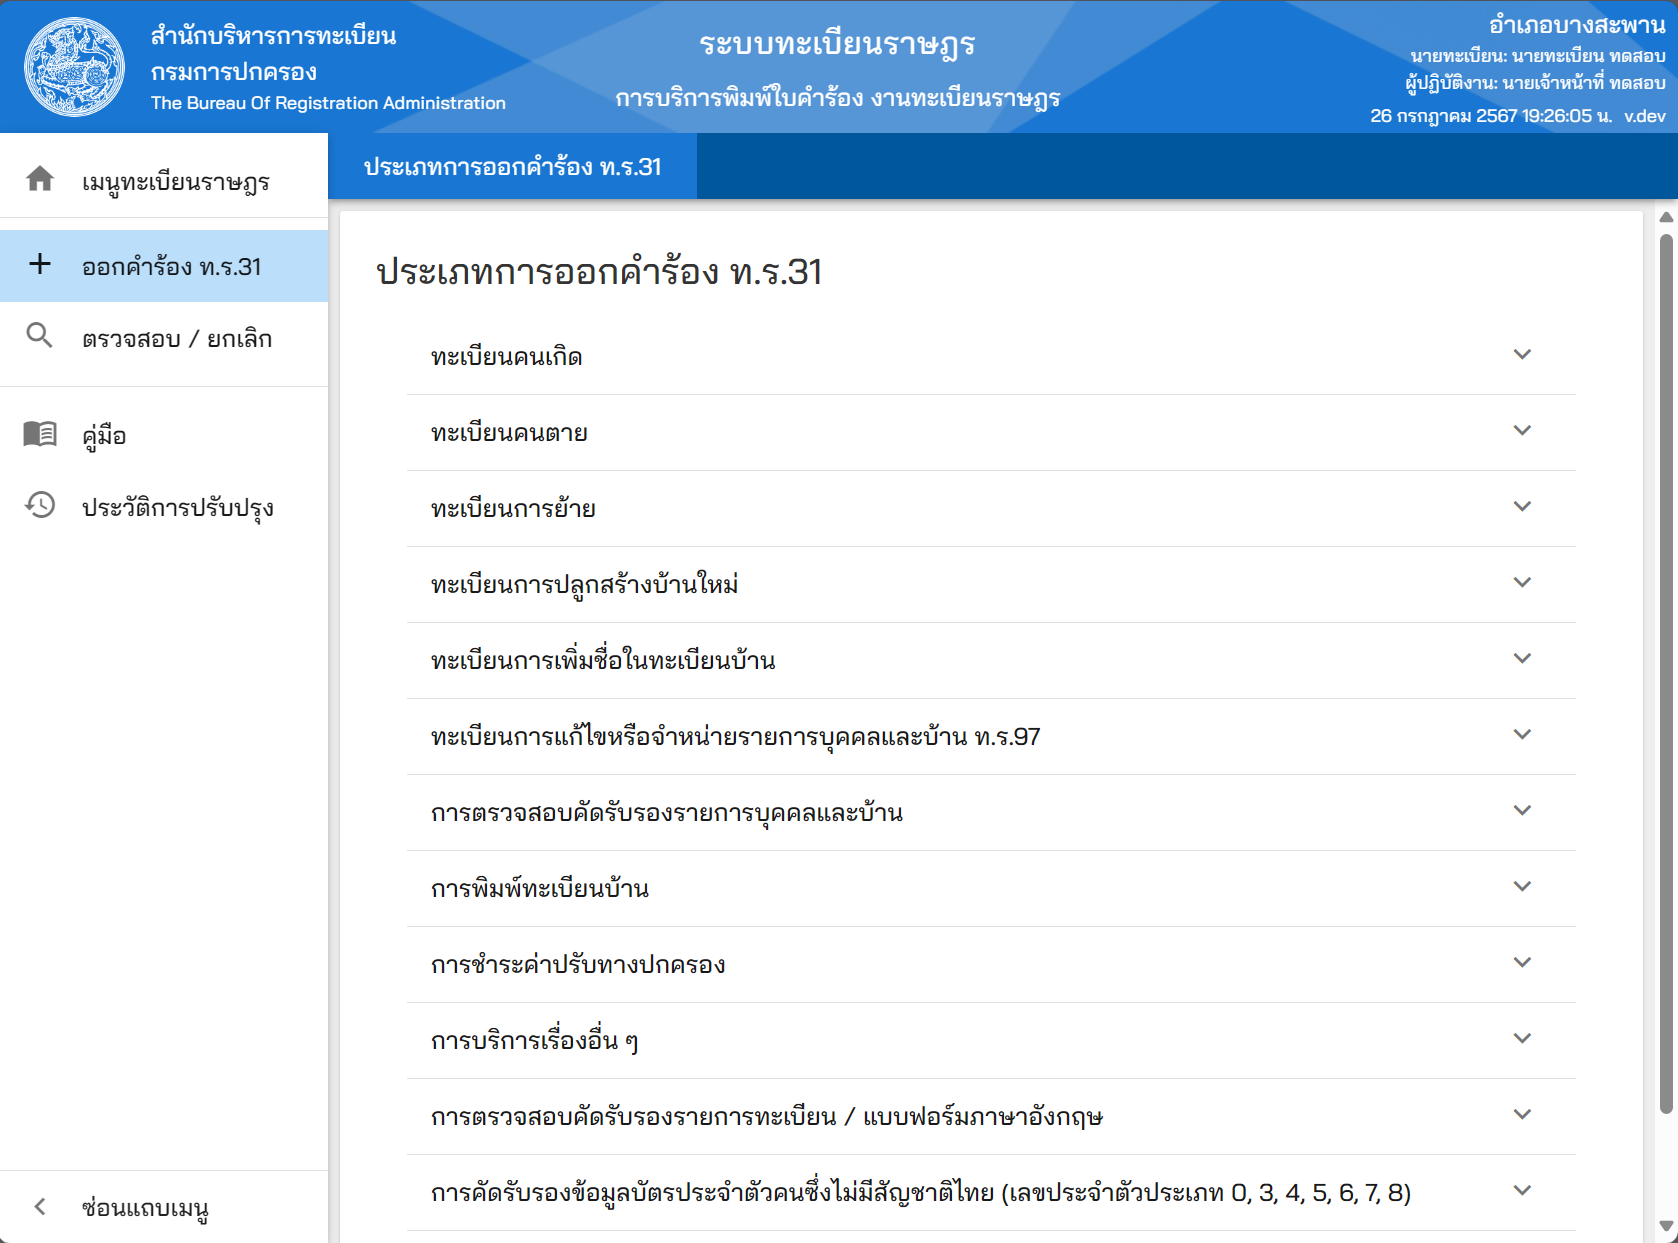 สำนักบริหารการทะเบียน
กรมการปกครอง
The Bureau Of Registration Administration
ระบบทะเบียนราษฎร
การบริการพิมพ์ใบคำร้อง งานทะเบียนราษฎร
อำเภอบางสะพาน
นายทะเบียน: นายทะเบียน ทดสอบ
ผู้ปฏิบัติงาน: นายเจ้าหน้าที่ ทดสอบ
26 กรกฎาคม 2567 19:26:05 น. v.dev
เมนูทะเบียนราษฎร
ออกคำร้อง ท.ร.31
ตรวจสอบ / ยกเลิก
คู่มือ
ประวัติการปรับปรุง
ซ่อนแถบเมนู
ประเภทการออกคำร้อง ท.ร.31
ประเภทการออกคำร้อง ท.ร.31
ทะเบียนคนเกิด
ทะเบียนคนตาย
ทะเบียนการย้าย
ทะเบียนการปลูกสร้างบ้านใหม่
ทะเบียนการเพิ่มชื่อในทะเบียนบ้าน
ทะเบียนการแก้ไขหรือจำหน่ายรายการบุคคลและบ้าน ท.ร.97
การตรวจสอบคัดรับรองรายการบุคคลและบ้าน
การพิมพ์ทะเบียนบ้าน
การชำระค่าปรับทางปกครอง
การบริการเรื่องอื่น ๆ
การตรวจสอบคัดรับรองรายการทะเบียน / แบบฟอร์มภาษาอังกฤษ
การคัดรับรองข้อมูลบัตรประจำตัวคนซึ่งไม่มีสัญชาติไทย (เลขประจำตัวประเภท 0, 3, 4, 5, 6, 7, 8)